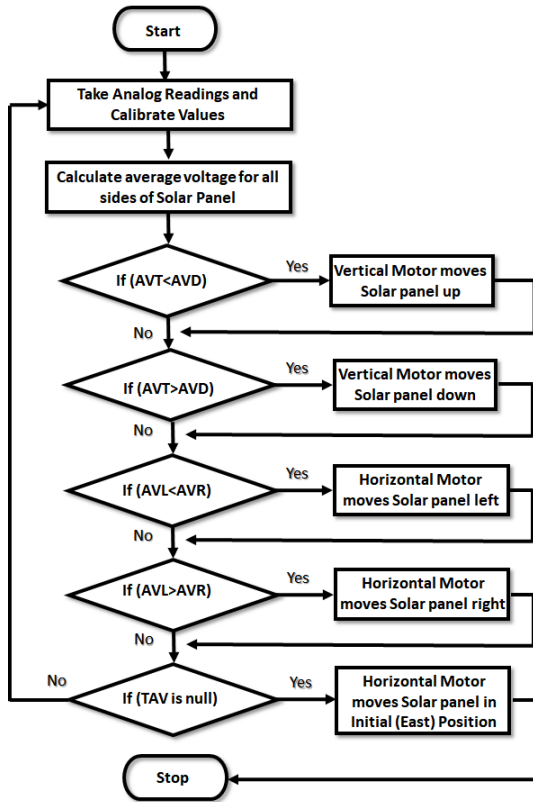 Start
Take Analog Readings and
Calibrate Values
Calculate average voltage for all
sides of Solar Panel
If (AVT<AVD)
Yes
Vertical Motor moves
Solar panel up
No
If (AVT>AVD)
Yes
Vertical Motor moves
Solar panel down
No
If (AVL<AVR)
Yes
Horizontal Motor
moves Solar panel left
No
If (AVL>AVR)
Yes
Horizontal Motor
moves Solar panel right
No
No
If (TAV is null)
Yes
Horizontal Motor
moves Solar panel in
Initial (East) Position
Stop